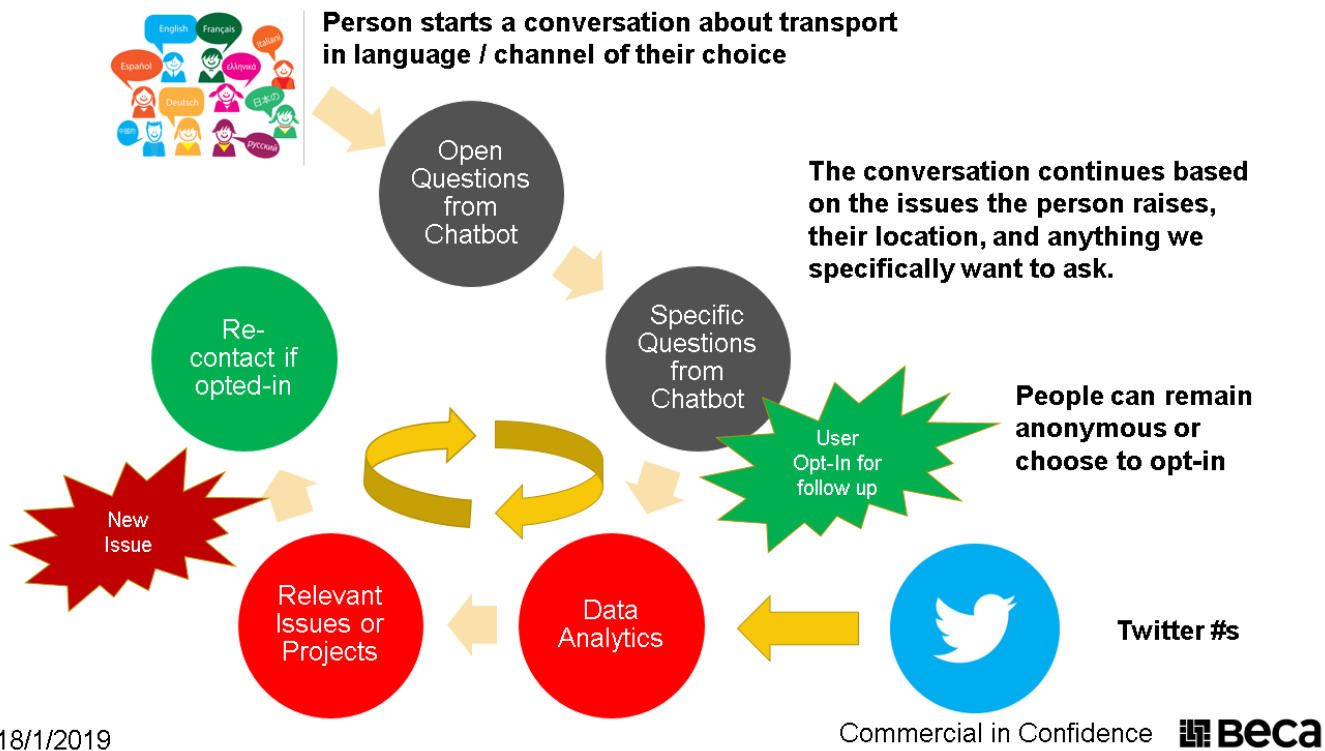 Person starts a conversation about transport
in language / channel of their choice
English
Français
Italiani
Español
ελληνικά
Deutsch
日本の
中國的
русский
Open
Questions
from
Chatbot
The conversation continues based
on the issues the person raises,
their location, and anything we
specifically want to ask.
Specific
Questions
from
Chatbot
Re-
contact if
opted-in
User
Opt-In for
follow up
People can remain
anonymous or
choose to opt-in
New
Issue
Relevant
Issues or
Projects
Data
Analytics
Twitter #s
18/1/2019
Commercial in Confidence
Beca